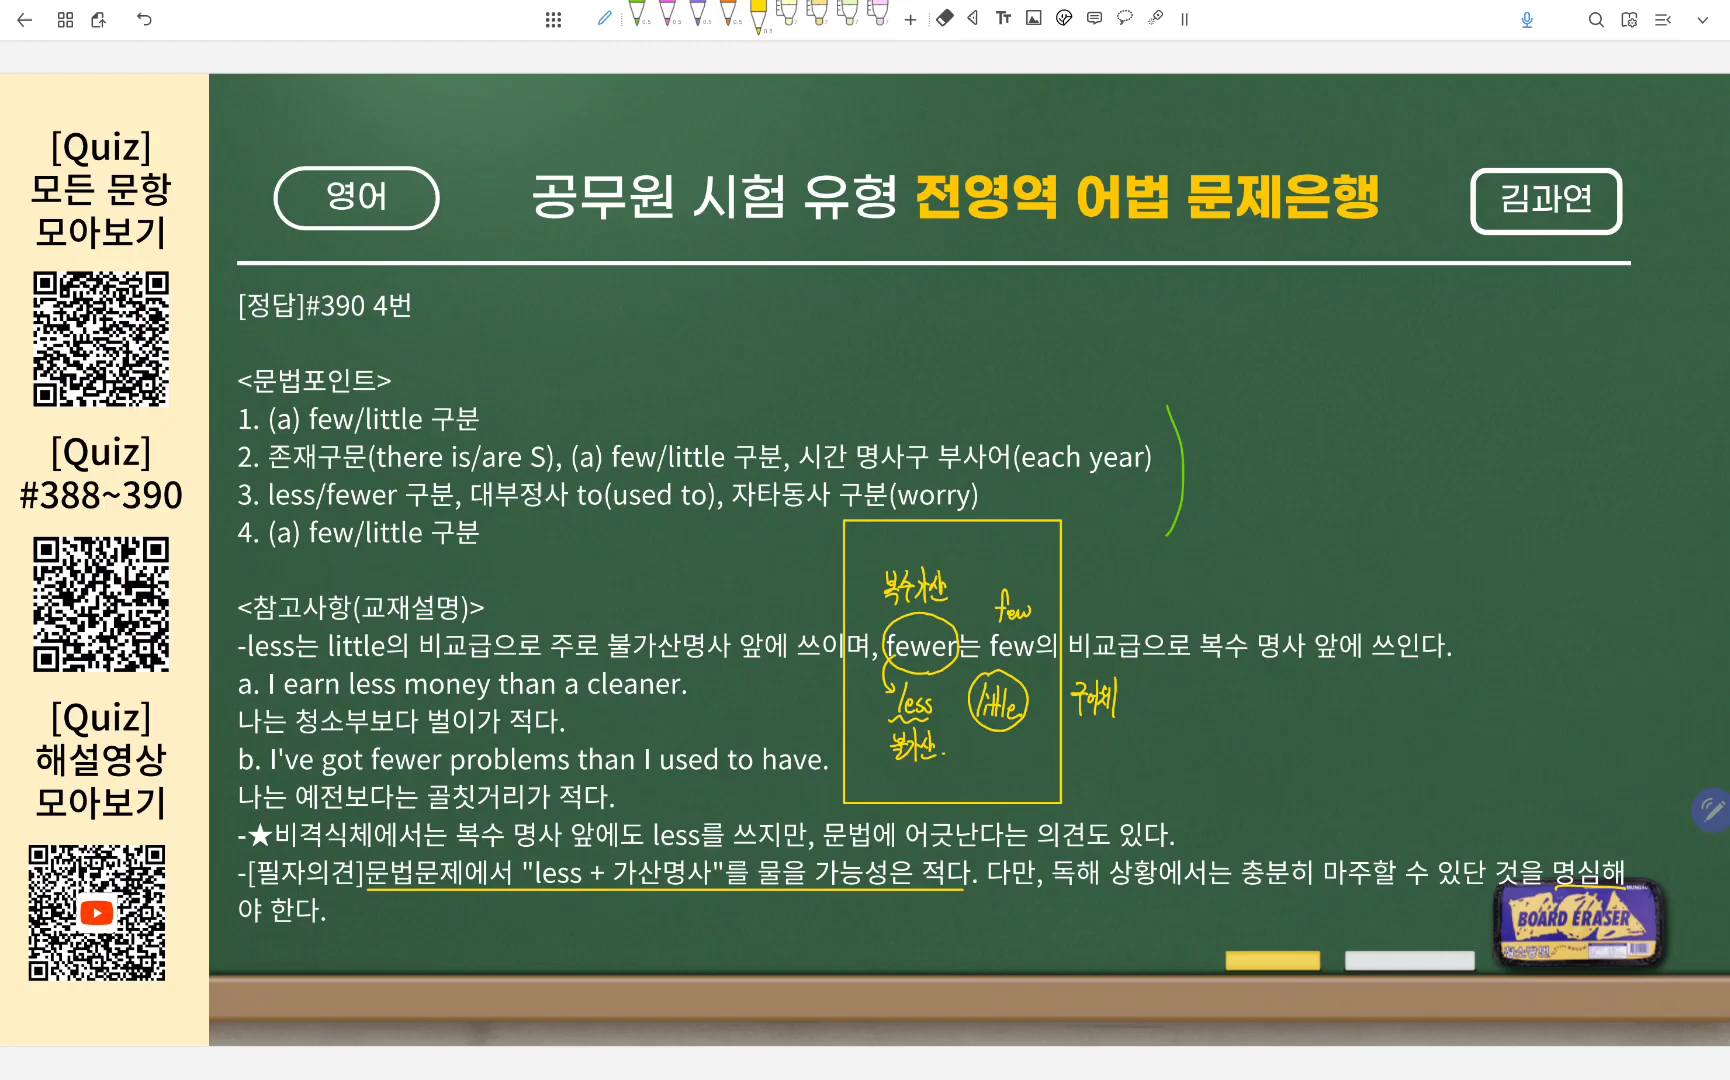 [Quiz]
모든 문항
모아보기
[Quiz]
#388~390
[Quiz]
해설영상
모아보기
영어
공무원 시험 유형 전영역 어법 문제은행
김과연
[정답]#390 4번
<문법포인트>
1. (a) few/little 구분
2. 존재구문(there is/are S), (a) few/little 구분, 시간 명사구 부사어(each year)
3. less/fewer 구분, 대부정사 to(used to), 자타동사 구분(worry)
4. (a) few/little 구분
복수가산
few
<참고사항(교재설명)>
-less는 little의 비교급으로 주로 불가산명사 앞에 쓰이며, fewer는 few의 비교급으로 복수 명사 앞에 쓰인다.
less little 구어체
불가산.
a. I earn less money than a cleaner.
나는 청소부보다 벌이가 적다.
b. I've got fewer problems than I used to have.
나는 예전보다는 골칫거리가 적다.
-★비격식체에서는 복수 명사 앞에도 less를 쓰지만, 문법에 어긋난다는 의견도 있다.
-[필자의견]문법문제에서 "less + 가산명사"를 물을 가능성은 적다. 다만, 독해 상황에서는 충분히 마주할 수 있단 것을 명심해
야 한다.
BOARD ERASER